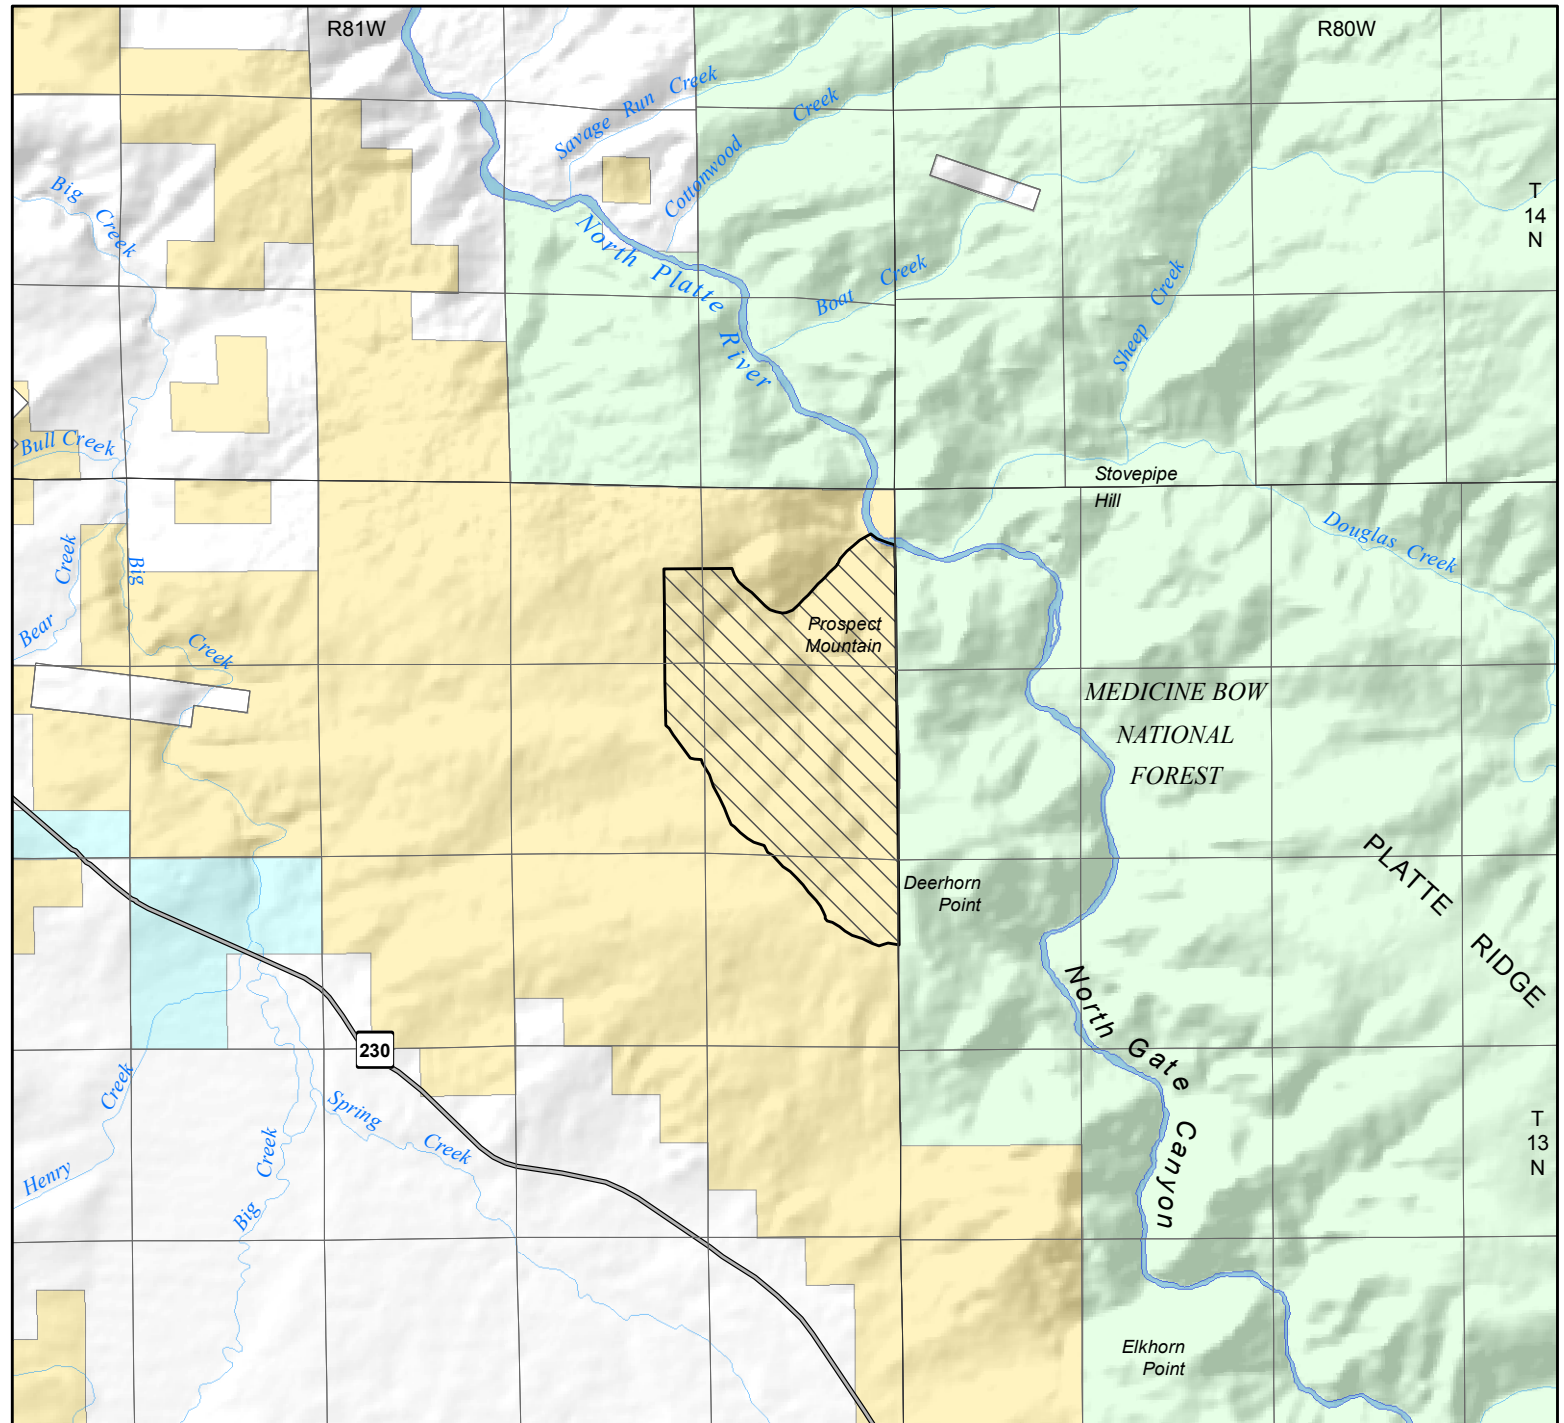 R81W
R80W
Savage Run Creek
Cottonwood Creek
Big Creek
T
14
N
North Platte River
Boat Creek
Sheep Creek
Bull Creek
Stovepipe
Hill
Douglas Creek
Bear Creek
Big Creek
Prospect
Mountain
MEDICINE BOW
NATIONAL
FOREST
PLATTE RIDGE
Deerhorn
Point
North Gate Canyon
230
Henry Creek
Spring Creek
Big Creek
T
13
N
Elkhorn
Point